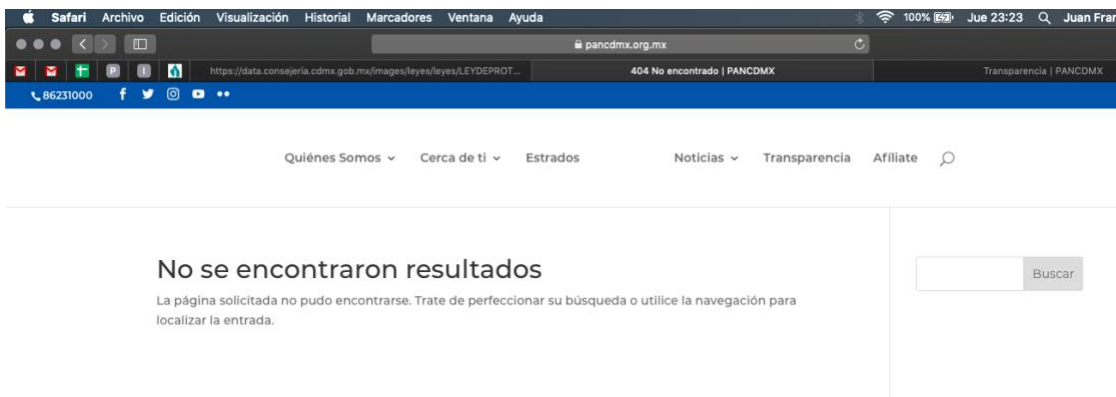 Safari Archivo Edición Visualización Historial Marcadores Ventana Ayuda 100% Jue 23:23 Juan Fran
pancdmx.org.mx
P I https://data.consejeria.cdmx.gob.mx/images/leyes/leyes/LEYDEPROT... 404 No encontrado | PANCDMX Transparencia | PANCDMX
86231000
Quiénes Somos Cerca de ti Estrados Noticias Transparencia Afíliate
No se encontraron resultados
Buscar
La página solicitada no pudo encontrarse. Trate de perfeccionar su búsqueda o utilice la navegación para
localizar la entrada.